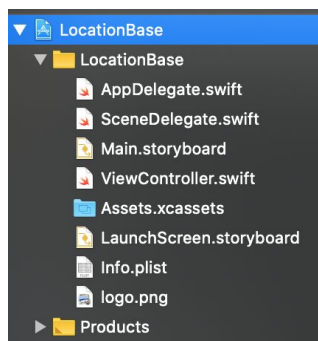 LocationBase
LocationBase
AppDelegate.swift
SceneDelegate.swift
Main.storyboard
ViewController.swift
Assets.xcassets
LaunchScreen.storyboard
Info.plist
logo.png
Products